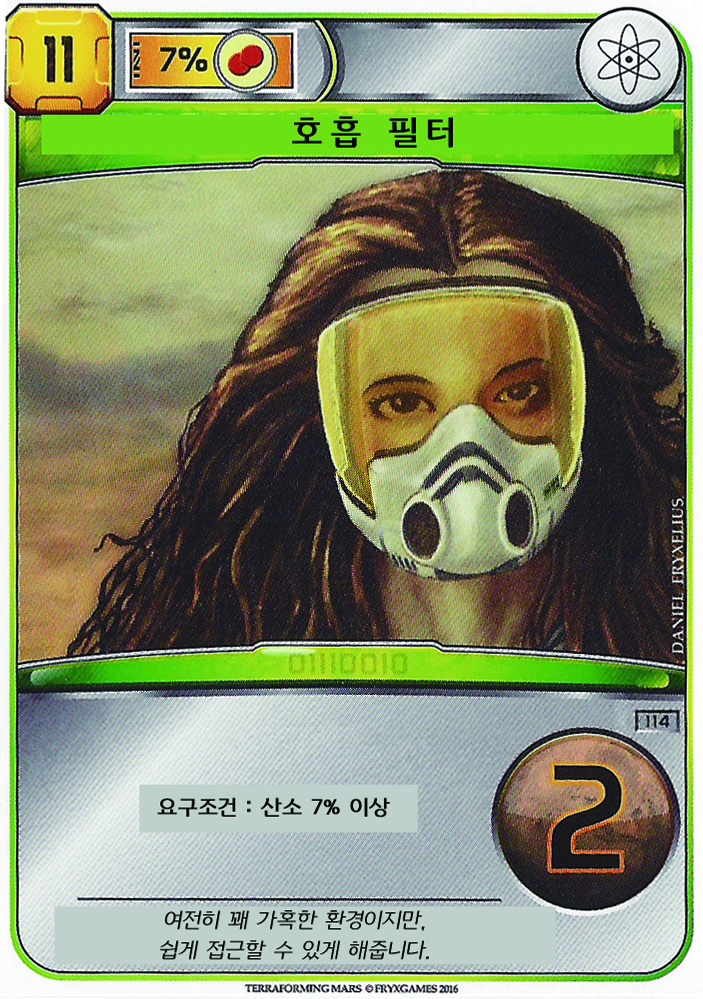 11
7%
호흡 필터
DANIEL FRYXELIUS
01110010
114
2
요구조건 : 산소 7% 이상
여전히 꽤 가혹한 환경이지만,
쉽게 접근할 수 있게 해줍니다.
TERRAFORMING MARS © FRYXGAMES 2016